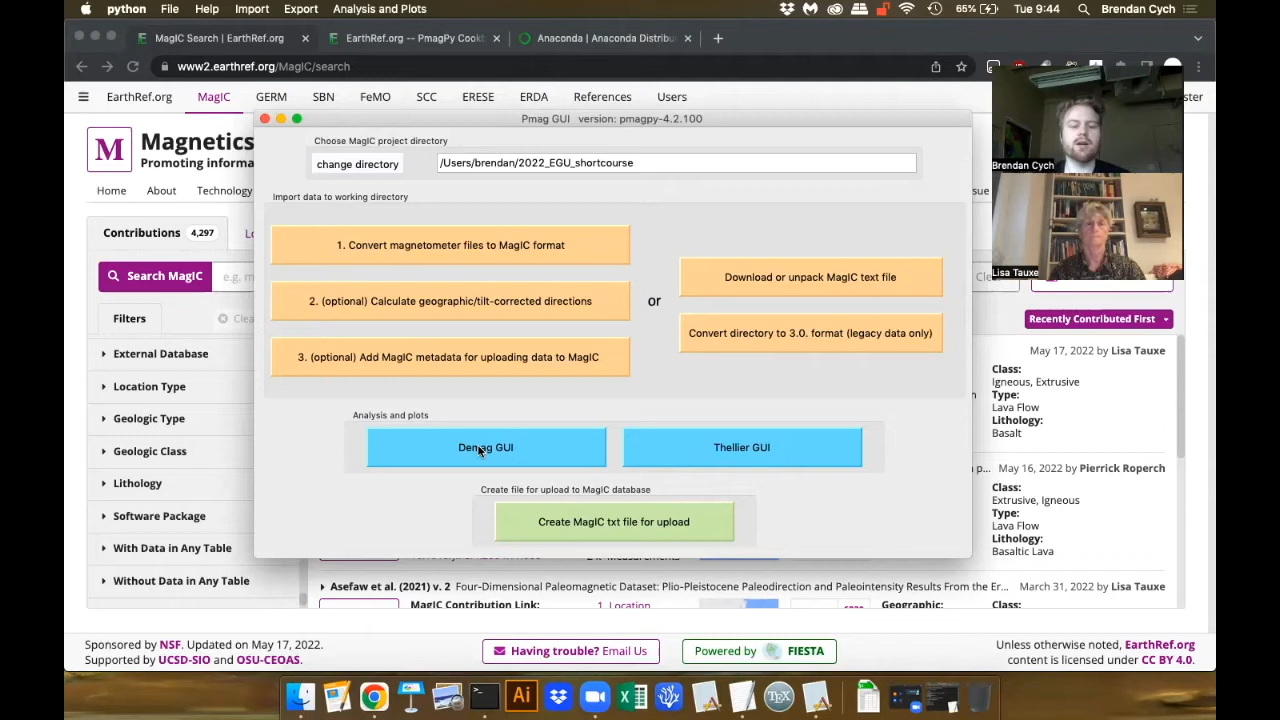 python File Help Import Export Analysis and Plots 65% Tue 9:44 Brendan Cych
MagIC Search | EarthRef.org
EarthRef.org -- PmagPy Cookb
Anaconda | Anaconda Distribu
www2.earthref.org/MagIC/search
EarthRef.org MagIC GERM SBN FeMO SCC ERESE ERDA References Users
Pmag GUI version: pmagpy-4.2.100
M
Magnetics
Promoting informa
Home About Technology
Choose MagIC project directory
change directory /Users/brendan/2022_EGU_shortcourse
Import data to working directory
1. Convert magnetometer files to MagIC format
2. (optional) Calculate geographic/tilt-corrected directions
3. (optional) Add MagIC metadata for uploading data to MagIC
or
Download or unpack MagIC text file
Convert directory to 3.0. format (legacy data only)
Analysis and plots
Demag GUI Thellier GUI
Create file for upload to MagIC database
Create MagIC txt file for upload
Brendan Cych
Lisa Tauxe
Contributions 4,297 Lo
Search MagIC e.g,
Filters Clea
External Database
Location Type
Geologic Type
Geologic Class
Lithology
Software Package
With Data in Any Table
Without Data in Any Table
Recently Contributed First
May 17, 2022 by Lisa Tauxe
Class:
Igneous, Extrusive
Type:
Lava Flow
Lithology:
Basalt
May 16, 2022 by Pierrick Roperch
Class:
Extrusive, Igneous
Type:
Lava Flow
Lithology:
Basaltic Lava
Asefaw et al. (2021) v. 2 Four-Dimensional Paleomagnetic Dataset: Plio-Pleistocene Paleodirection and Paleointensity Results From the Er... March 31, 2022 by Lisa Tauxe
MagIC Contribution Link: 1 Location Geographic: Class:
Sponsored by NSF. Updated on May 17, 2022.
Supported by UCSD-SIO and OSU-CEOAS.
Having trouble? Email Us
Powered by FIESTA
Unless otherwise noted, EarthRef.org
content is licensed under CC BY 4.0.
Ai
TEX